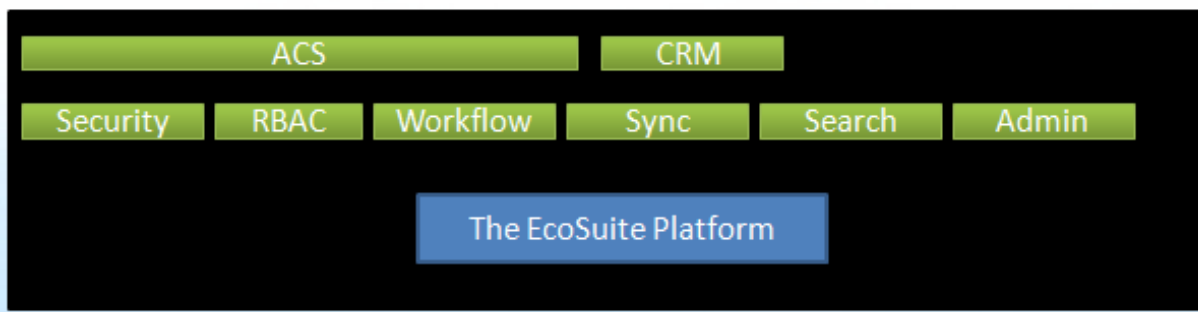 ACS CRM
Security RBAC Workflow Sync Search Admin
The EcoSuite Platform